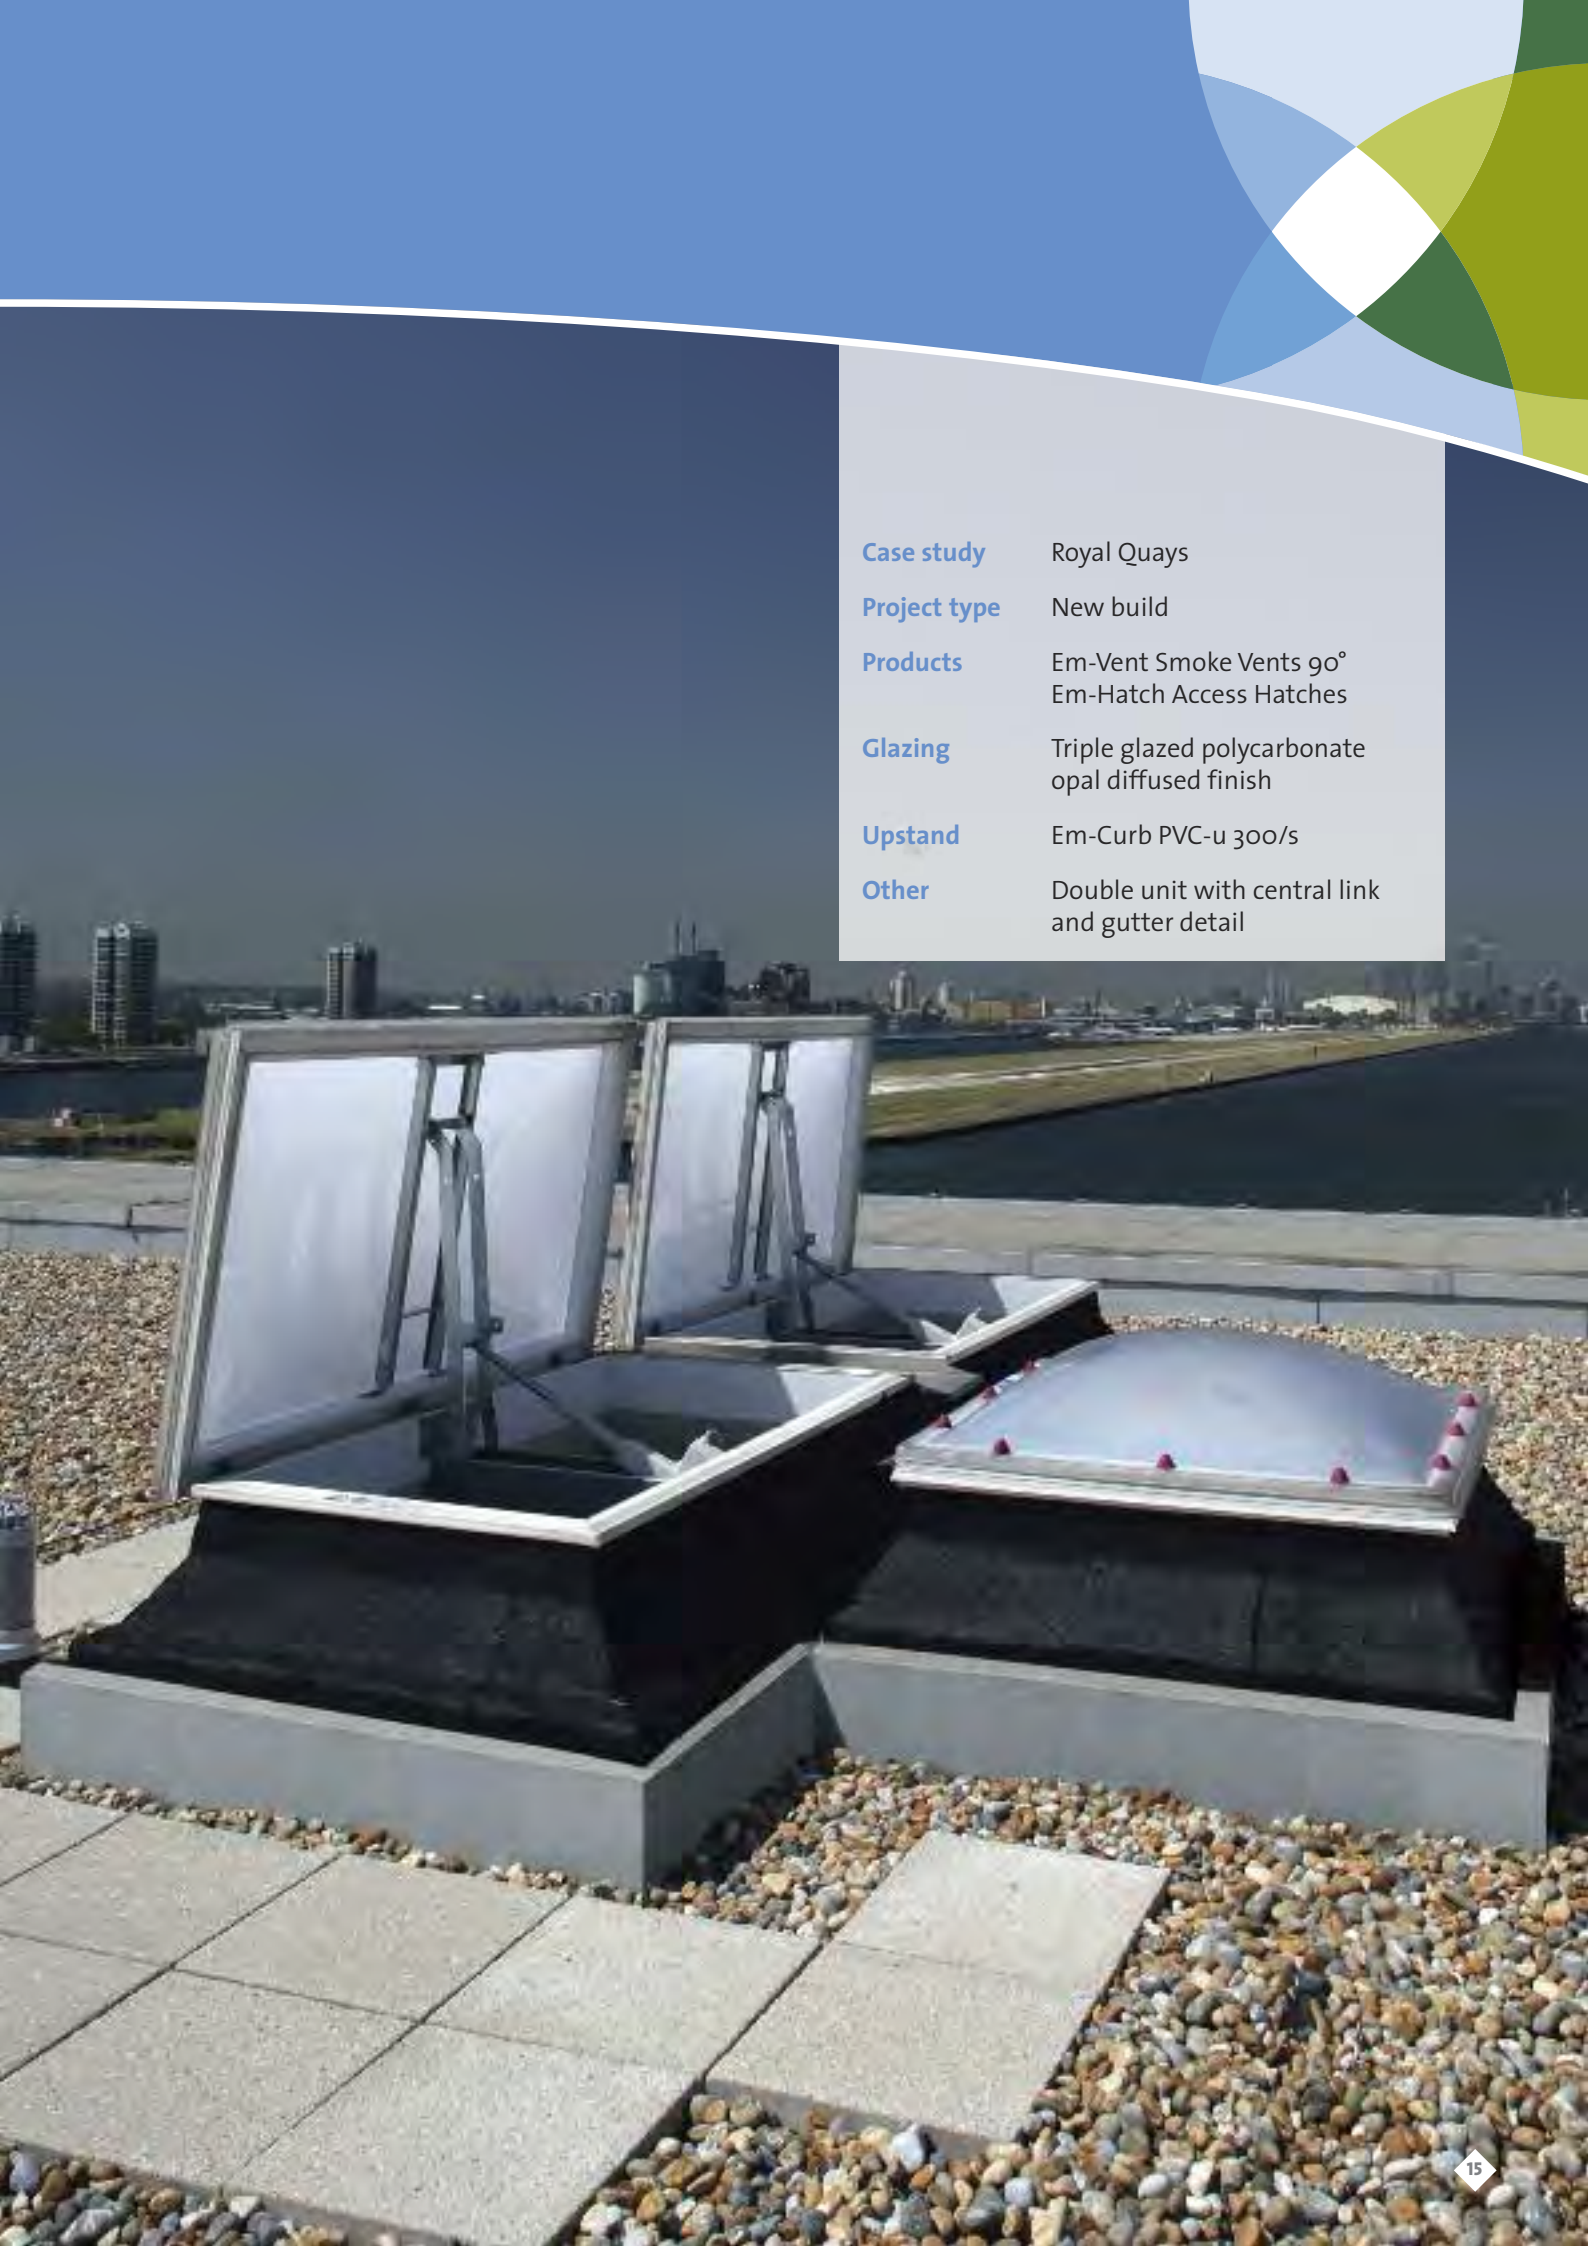 Case study Royal Quays
Project type New build
Products Em-Vent Smoke Vents 90°
Em-Hatch Access Hatches
Glazing Triple glazed polycarbonate
opal diffused finish
Upstand Em-Curb PVC-u 300/s
Other Double unit with central link
and gutter detail
15